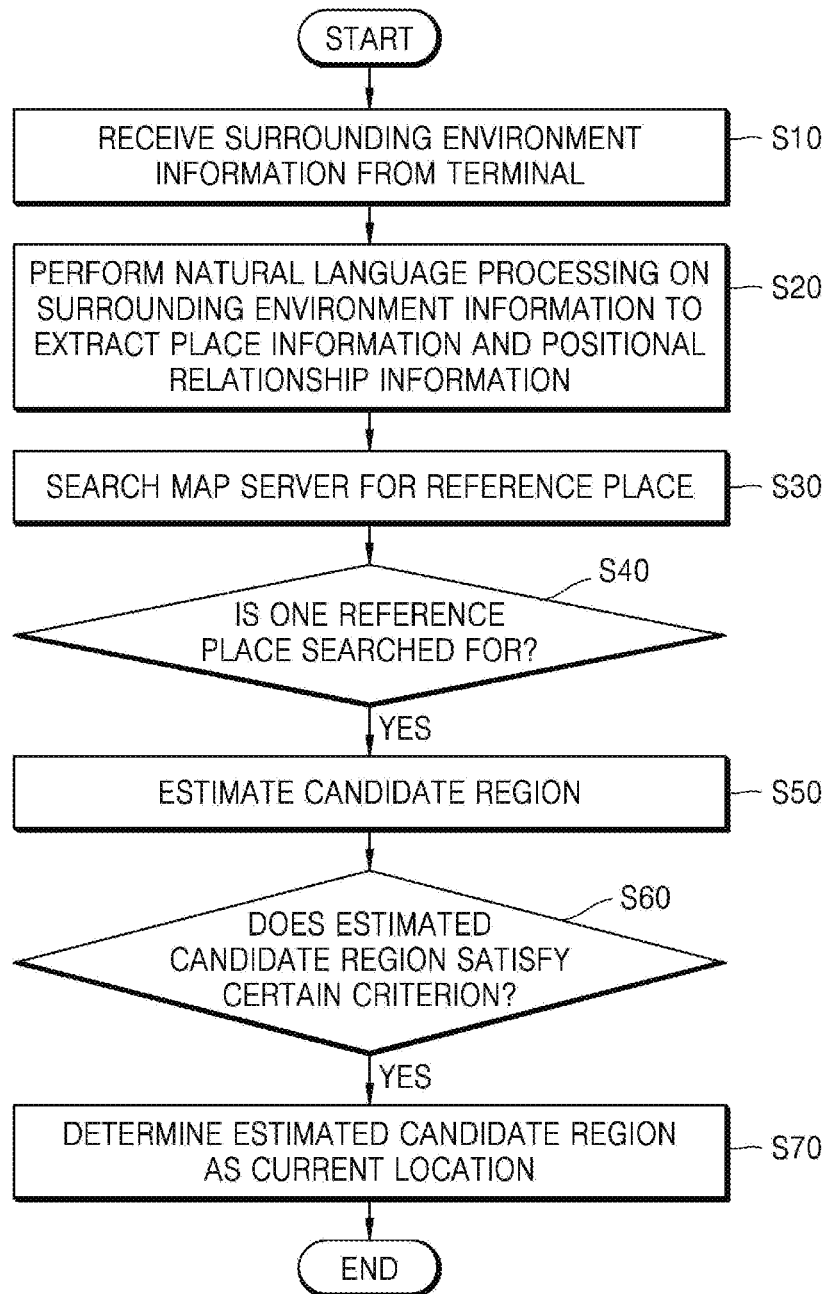 START
RECEIVE SURROUNDING ENVIRONMENT
INFORMATION FROM TERMINAL
S10
PERFORM NATURAL LANGUAGE PROCESSING ON
SURROUNDING ENVIRONMENT INFORMATION TO
EXTRACT PLACE INFORMATION AND POSITIONAL
RELATIONSHIP INFORMATION
S20
SEARCH MAP SERVER FOR REFERENCE PLACE
S30
S40
IS ONE REFERENCE
PLACE SEARCHED FOR?
YES
ESTIMATE CANDIDATE REGION
S50
S60
DOES ESTIMATED
CANDIDATE REGION SATISFY
CERTAIN CRITERION?
YES
DETERMINE ESTIMATED CANDIDATE REGION
AS CURRENT LOCATION
S70
END